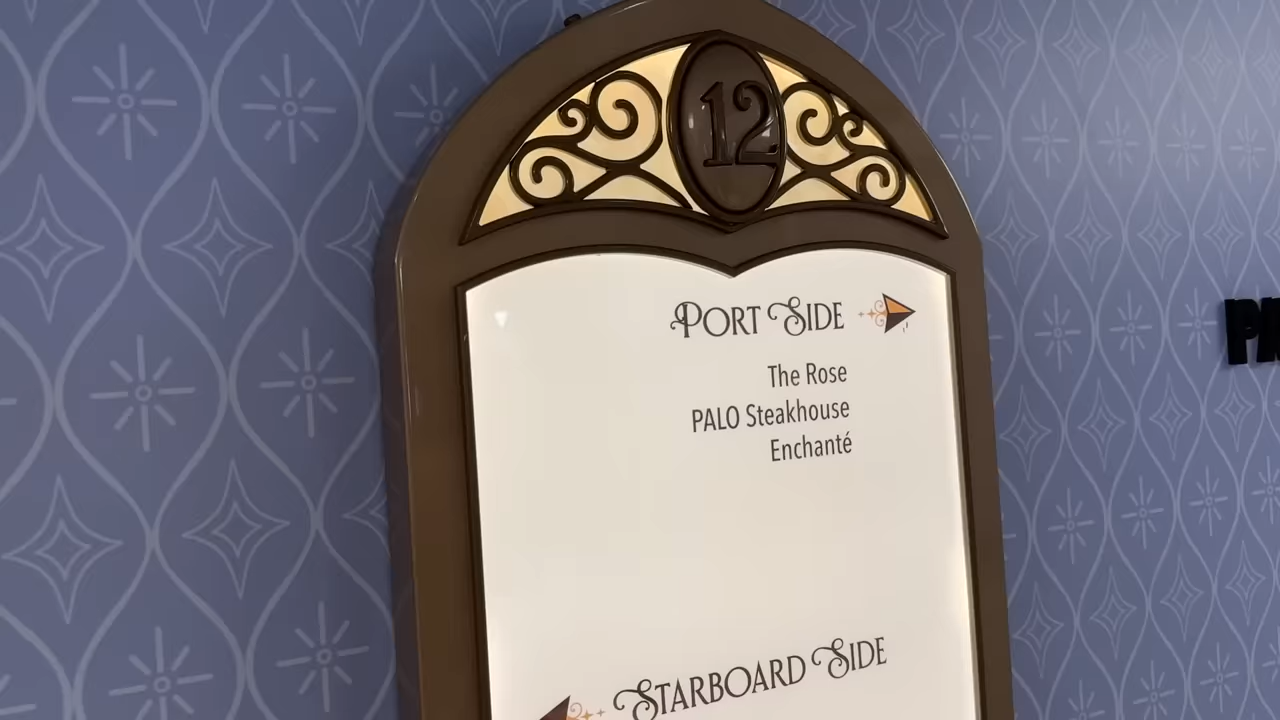 12
PORT SIDE
The Rose
PALO Steakhouse
Enchanté
STARBOARD SIDE